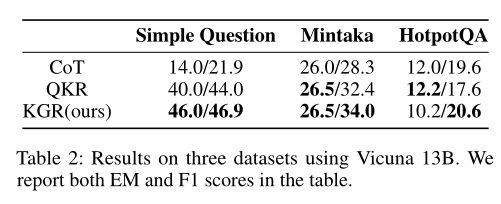 Simple Question Mintaka HotpotQA
CoT 14.0/21.9 26.0/28.3 12.0/19.6
QKR 40.0/44.0 26.5/32.4 12.2/17.6
KGR(ours) 46.0/46.9 26.5/34.0 10.2/20.6
Table 2: Results on three datasets using Vicuna 13B. We
report both EM and F1 scores in the table.